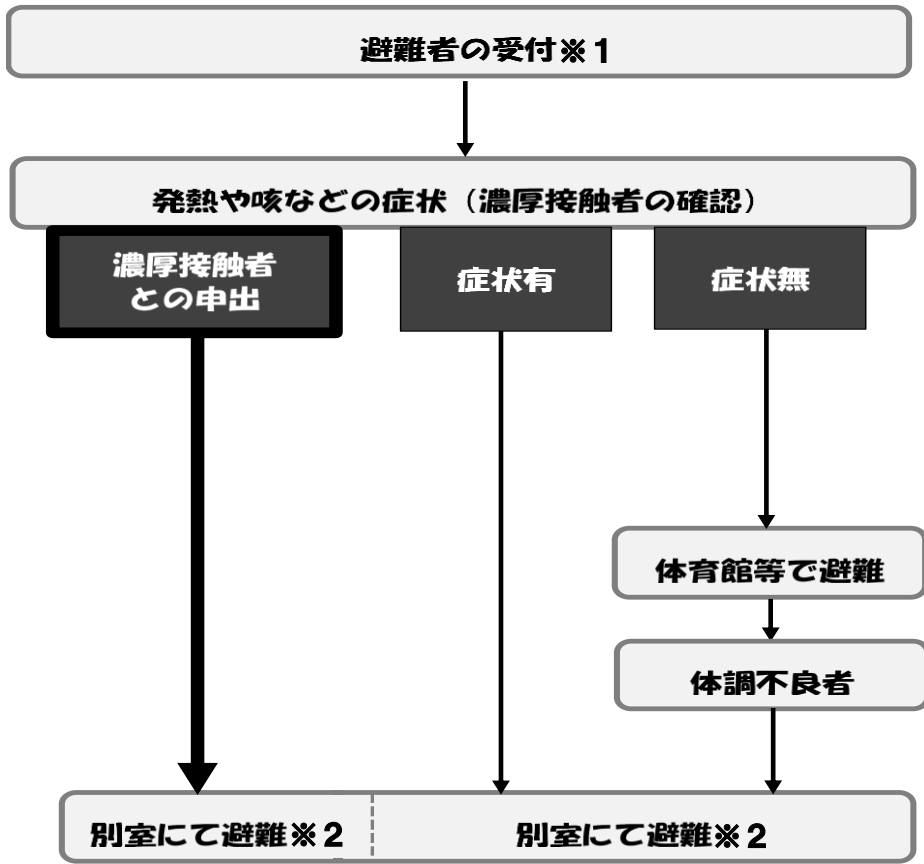 避難者の受付※1
発熱や咳などの症状（濃厚接触者の確認）
濃厚接触者
との申出
症状有
症状無
体育館等で避難
体調不良者
別室にて避難※2
別室にて避難※2